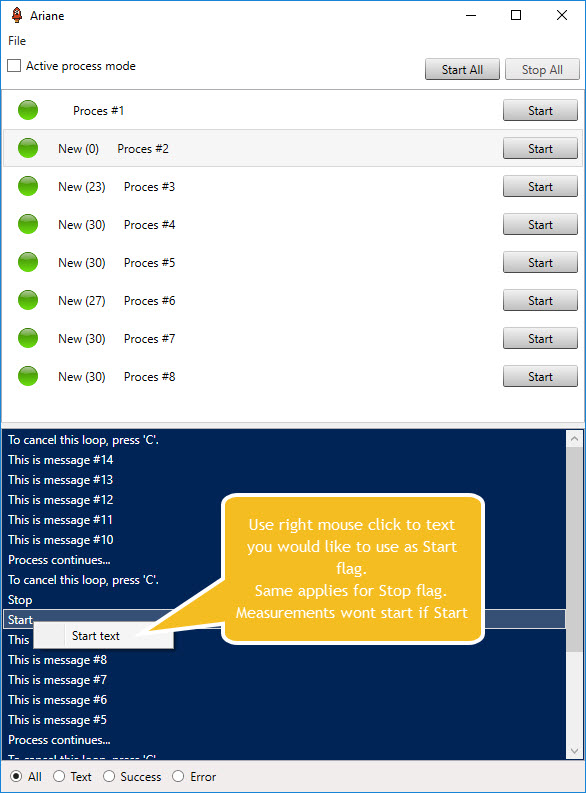 Ariane
File
Active process mode
Start All Stop All
Proces #1 Start
New (0) Proces #2 Start
New (23) Proces #3 Start
New (30) Proces #4 Start
New (30) Proces #5 Start
New (27) Proces #6 Start
New (30) Proces #7 Start
New (30) Proces #8 Start
To cancel this loop, press 'C'.
This is message #14
This is message #13
This is message #12
This is message #11
This is message #10
Process continues...
To cancel this loop, press 'C'.
Stop
Start
This
Start text
This is message #8
This is message #7
This is message #6
This is message #5
Process continues...
To cancel this loop, press 'C'.
Use right mouse click to text
you would like to use as Start
flag.
Same applies for Stop flag.
Measurements wont start if Start
All Text Success Error